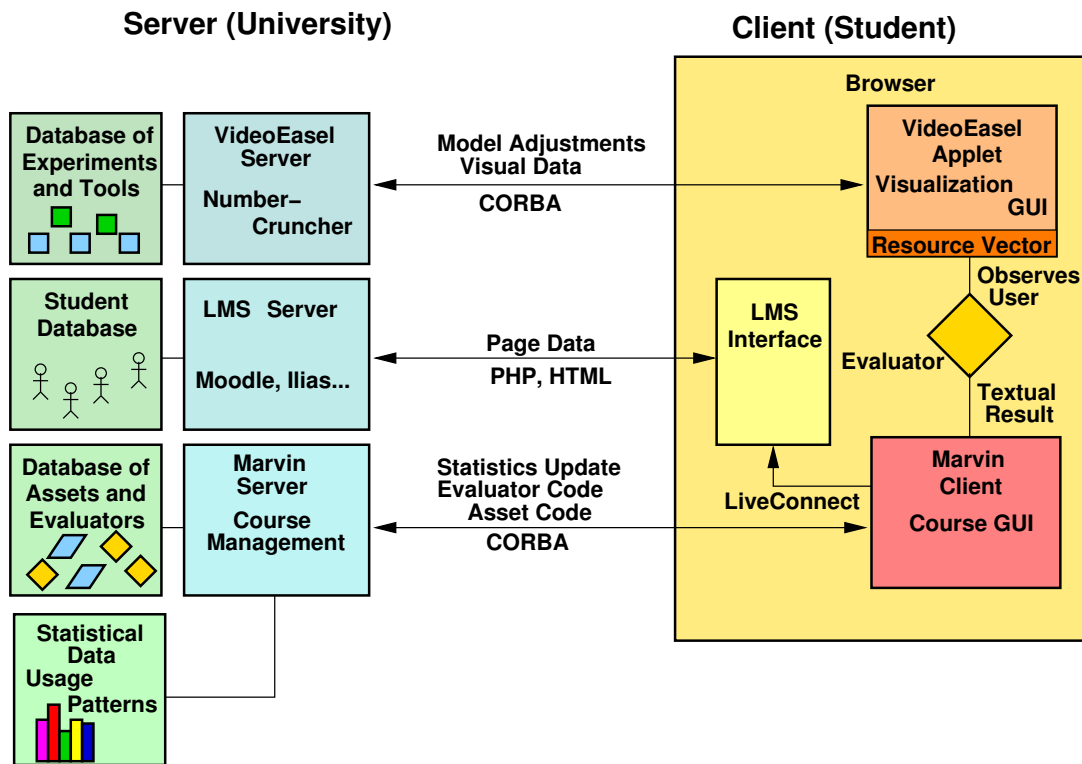 Server (University)
Client (Student)
Browser
Database of
Experiments
and Tools
VideoEasel
Server
Number–
Cruncher
Model Adjustments
Visual Data
CORBA
VideoEasel
Applet
Visualization
GUI
Resource Vector
Observes
User
Evaluator
Textual
Result
Student
Database
LMS Server
Moodle, Ilias...
Page Data
PHP, HTML
LMS
Interface
Database of
Assets and
Evaluators
Marvin
Server
Course
Management
Statistics Update
Evaluator Code
Asset Code
CORBA
LiveConnect
Marvin
Client
Course GUI
Statistical
Data
Usage
Patterns